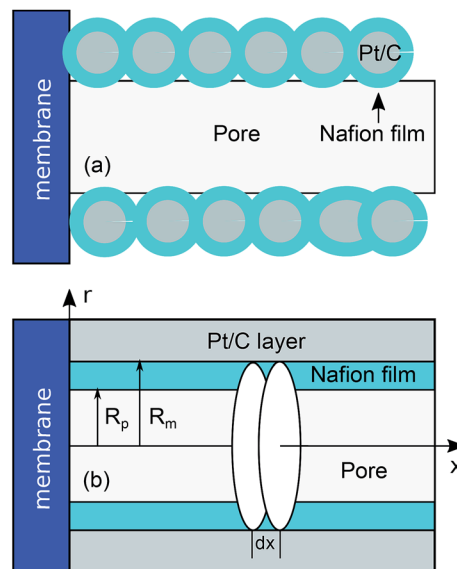 membrane
Pt/C
Pore
Nafion film
(a)
r
membrane
Pt/C layer
Nafion film
Rp
Rm
x
(b)
Pore
dx